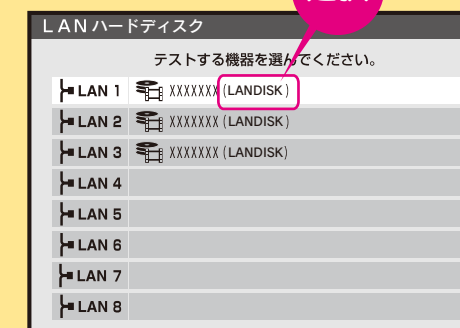 LANハードディスク
テストする機器を選んでください。
LAN 1 XXXXXXX (LANDISK)
LAN 2 XXXXXXX (LANDISK)
LAN 3 XXXXXXX (LANDISK)
LAN 4
LAN 5
LAN 6
LAN 7
LAN 8